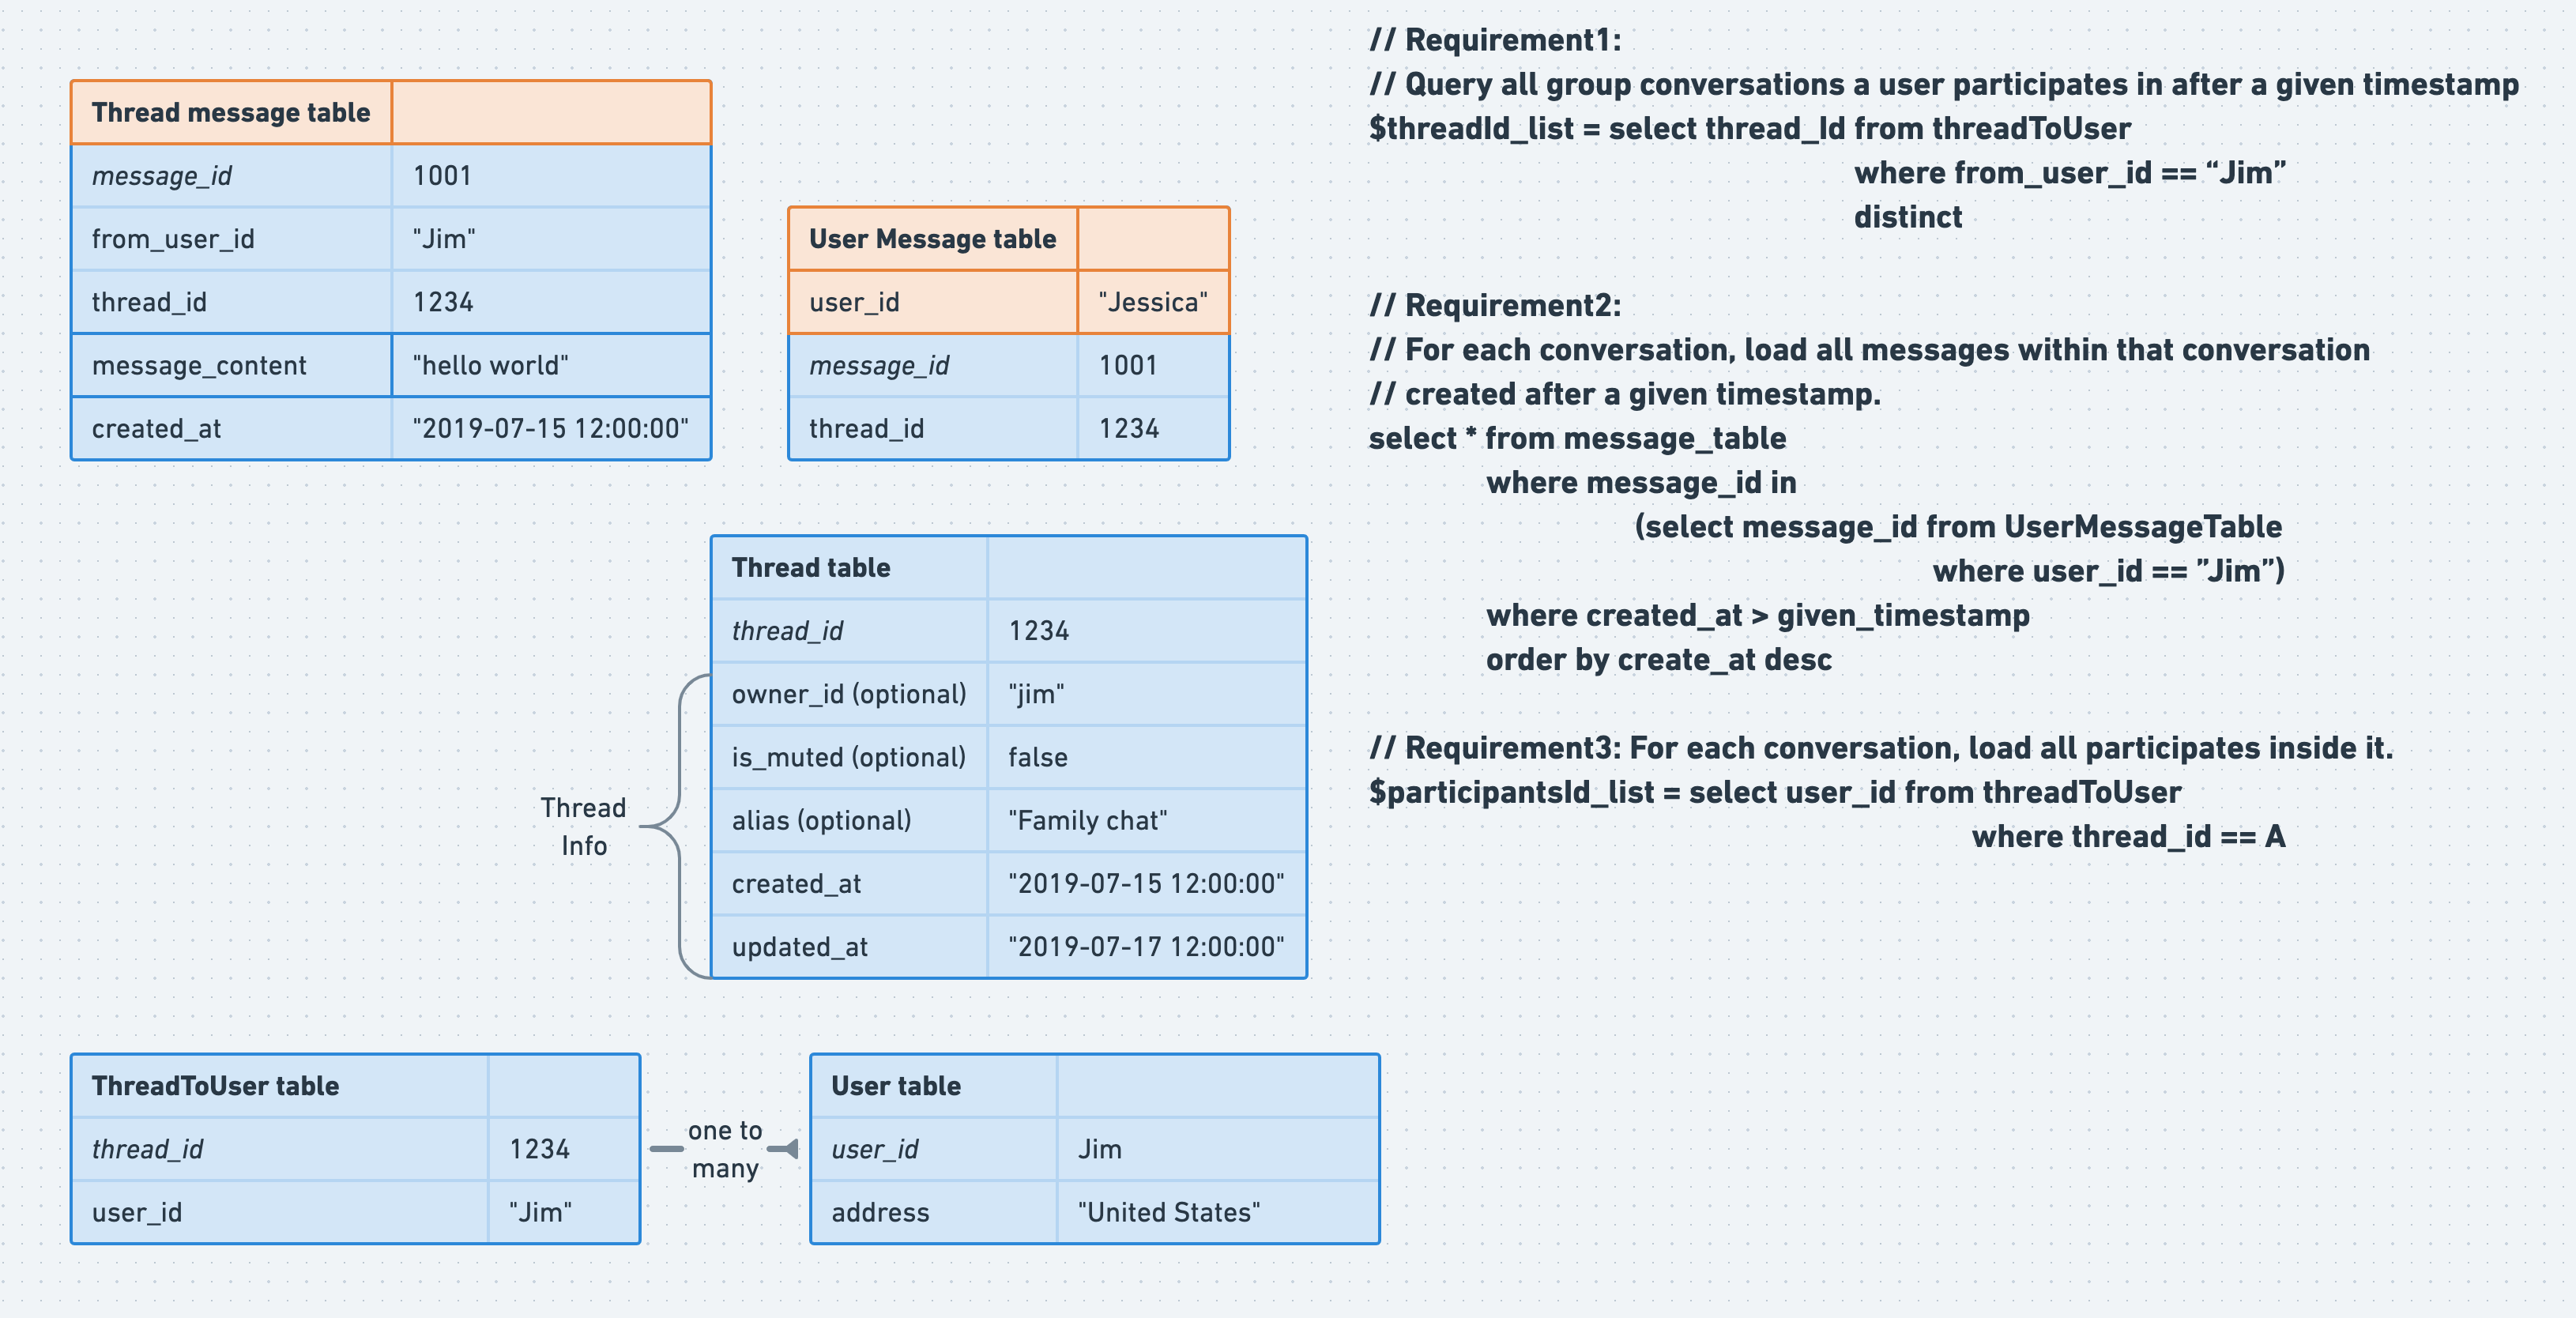 Thread message table
message_id 1001
from_user_id "Jim"
thread_id 1234
message_content "hello world"
created_at "2019-07-15 12:00:00"
User Message table
user_id "Jessica"
message_id 1001
thread_id 1234
Thread table
thread_id 1234
owner_id (optional) "jim"
is_muted (optional) false
alias (optional) "Family chat"
created_at "2019-07-15 12:00:00"
updated_at "2019-07-17 12:00:00"
Thread
Info
ThreadToUser table
thread_id 1234
user_id "Jim"
one to
many
User table
user_id Jim
address "United States"
// Requirement1:
// Query all group conversations a user participates in after a given timestamp
$threadId_list = select thread_Id from threadToUser
where from_user_id == “Jim”
distinct
// Requirement2:
// For each conversation, load all messages within that conversation
// created after a given timestamp.
select * from message_table
where message_id in
(select message_id from UserMessageTable
where user_id == ”Jim”)
where created_at > given_timestamp
order by create_at desc
// Requirement3: For each conversation, load all participates inside it.
$participantsId_list = select user_id from threadToUser
where thread_id == A